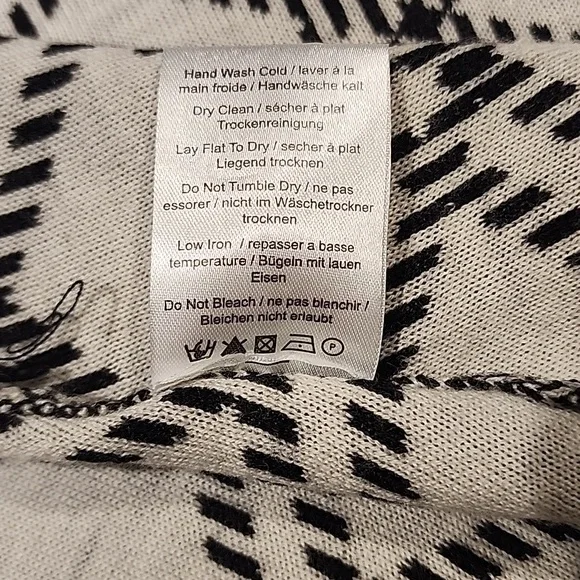 Hand Wash Cold / laver à la
main froide / Handwäsche kalt
Dry Clean / sécher à plat
Trockenreinigung
Lay Flat To Dry / secher à plat
Liegend trocknen
Do Not Tumble Dry / ne pas
essorer / nicht im Wäschetrockner
trocknen
Low Iron / repasser a basse
temperature / Bügeln mit lauen
Eisen
Do Not Bleach / ne pas blanchir /
Bleichen nicht erlaubt
P